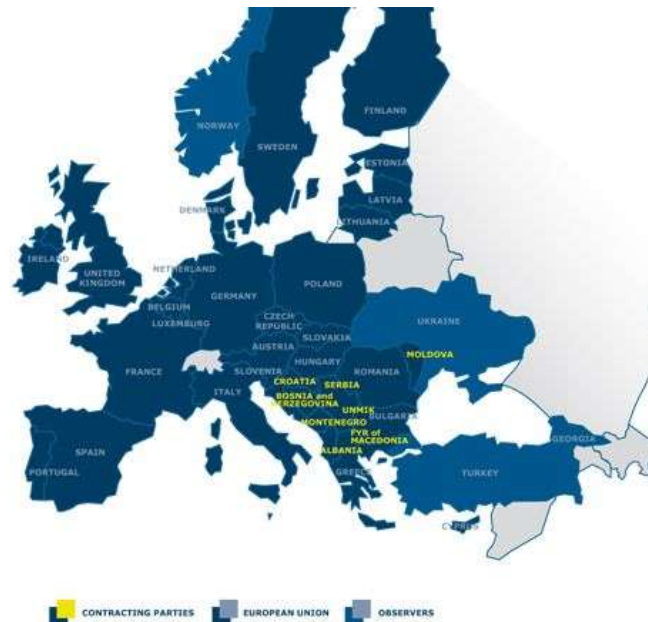 FINLAND
NORWAY
SWEDEN
ESTONIA
LATVIA
DENMARK
LITHUANIA
IRELAND
UNITED
KINGDOM
NETHERLAND
POLAND
GERMANY
BELGIUM
UKRAINE
CZECH
REPUBLIC
LUXEMBURG
SLOVAKIA
AUSTRIA
MOLDOVA
HUNGARY
FRANCE
SLOVENIA
ROMANIA
CROATIA
SERBIA
ITALY
BOSNIA and
HERZEGOVINA
UNMIK
BULGARIA
MONTENEGRO
FYR of
MACEDONIA
GEORGIA
SPAIN
ALBANIA
PORTUGAL
GREECE
TURKEY
CYPRUS
CONTRACTING PARTIES
EUROPEAN UNION
OBSERVERS